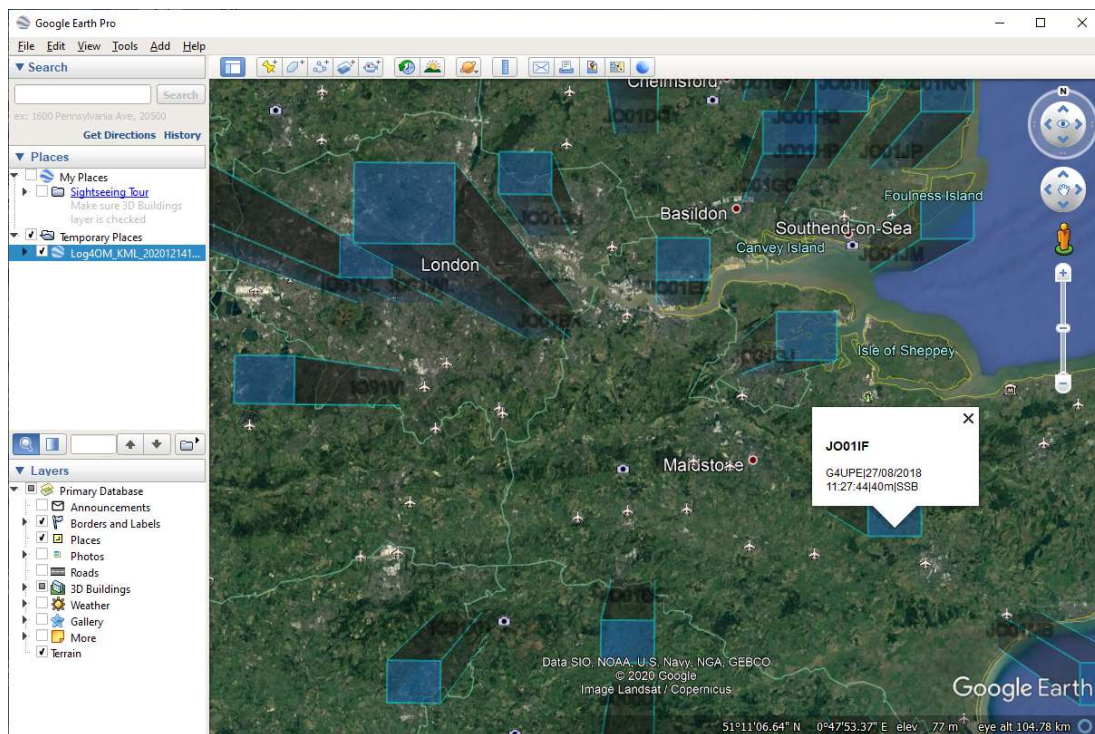 Google Earth Pro
File Edit View Tools Add Help
Search
Search
ex: 1600 Pennsylvania Ave, 20500
Get Directions History
Places
My Places
Sightseeing Tour
Make sure 3D Buildings
layer is checked
Temporary Places
Log4OM_KML_202012141...
Layers
Primary Database
Announcements
Borders and Labels
Places
Photos
Roads
3D Buildings
Weather
Gallery
More
Terrain
Chelmsford
JO01HQ
JO01HP
JO01JP
Foulness Island
Basildon
Southend-on-Sea
Canvey Island
JO01JM
London
Isle of Sheppey
Maidstone
N
JO01IF
G4UPE|27/08/2018
11:27:44|40m|SSB
Data SIO, NOAA, U.S. Navy, NGA, GEBCO
© 2020 Google
Image Landsat / Copernicus
Google Earth
51°11'06.64" N 0°47'53.37" E elev 77 m eye alt 104.78 km